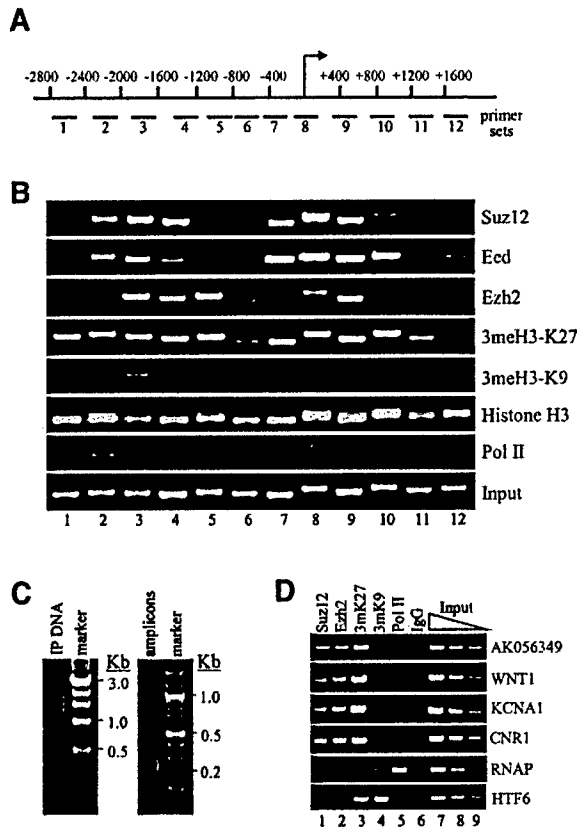 A
-2800 -2400 -2000 -1600 -1200 -800 -400 +400 +800 +1200 +1600
1 2 3 4 5 6 7 8 9 10 11 12 primer sets
B
Suz12
Eed
Ezh2
3meH3-K27
3meH3-K9
Histone H3
Pol II
Input
1 2 3 4 5 6 7 8 9 10 11 12
C
IP DNA
marker
Kb
3.0
1.0
0.5
amplicons
marker
Kb
1.0
0.5
0.2
D
Suz12
Ezh2
3mK27
3mK9
Pol II
IgG
Input
AK056349
WNT1
KCNA1
CNR1
RNAP
HTF6
1 2 3 4 5 6 7 8 9